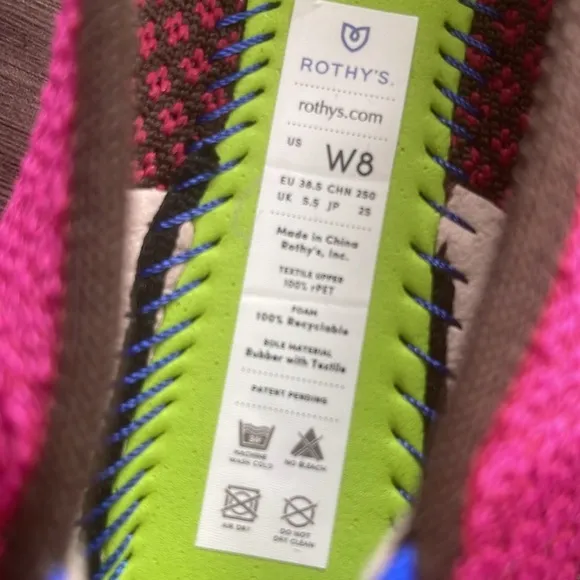 ROTHY'S.
rothys.com
US W8
EU 38.5 CHN 250
UK 5.5 JP 25
Made in China
Rothy's, Inc.
TEXTILE UPPER
100% rPET
FOAM
100% Recyclable
SOLE MATERIAL
Rubber with Textile
PATENT PENDING
30
MACHINE WASH COLD
NO BLEACH
AIR DRY
DO NOT DRY CLEAN